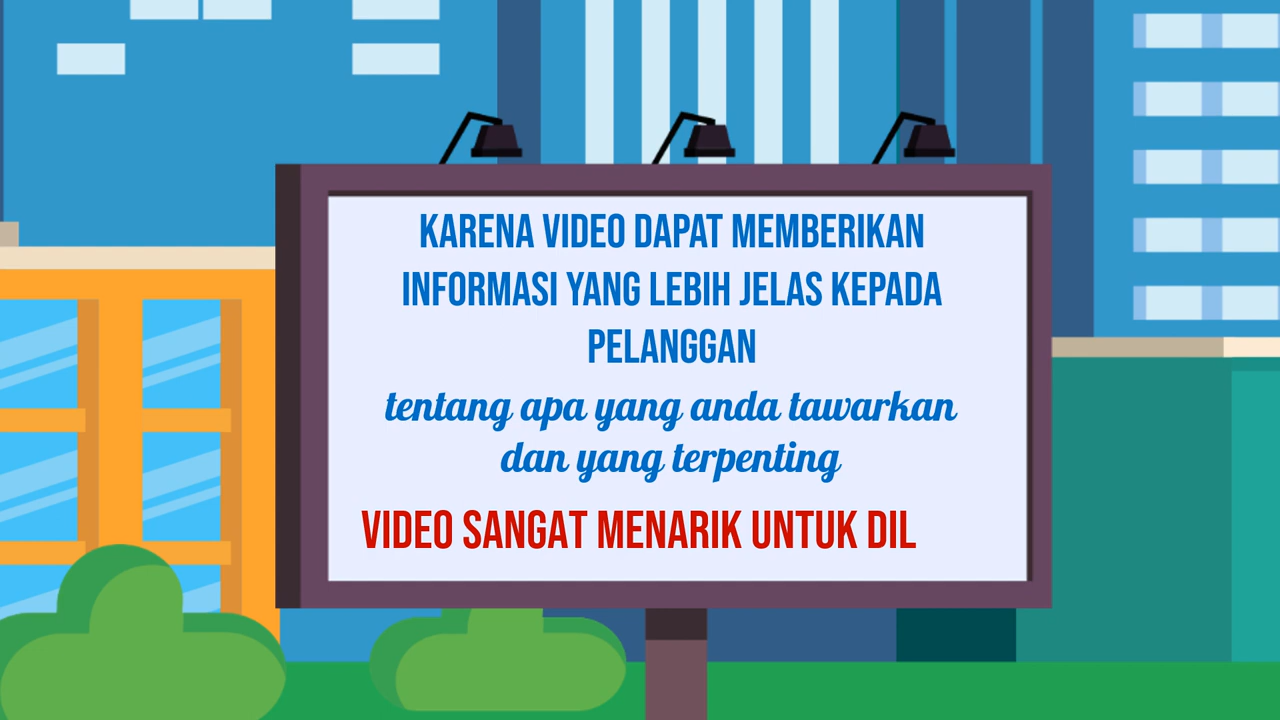 KARENA VIDEO DAPAT MEMBERIKAN
INFORMASI YANG LEBIH JELAS KEPADA
PELANGGAN
tentang apa yang anda tawarkan
dan yang terpenting
VIDEO SANGAT MENARIK UNTUK DIL